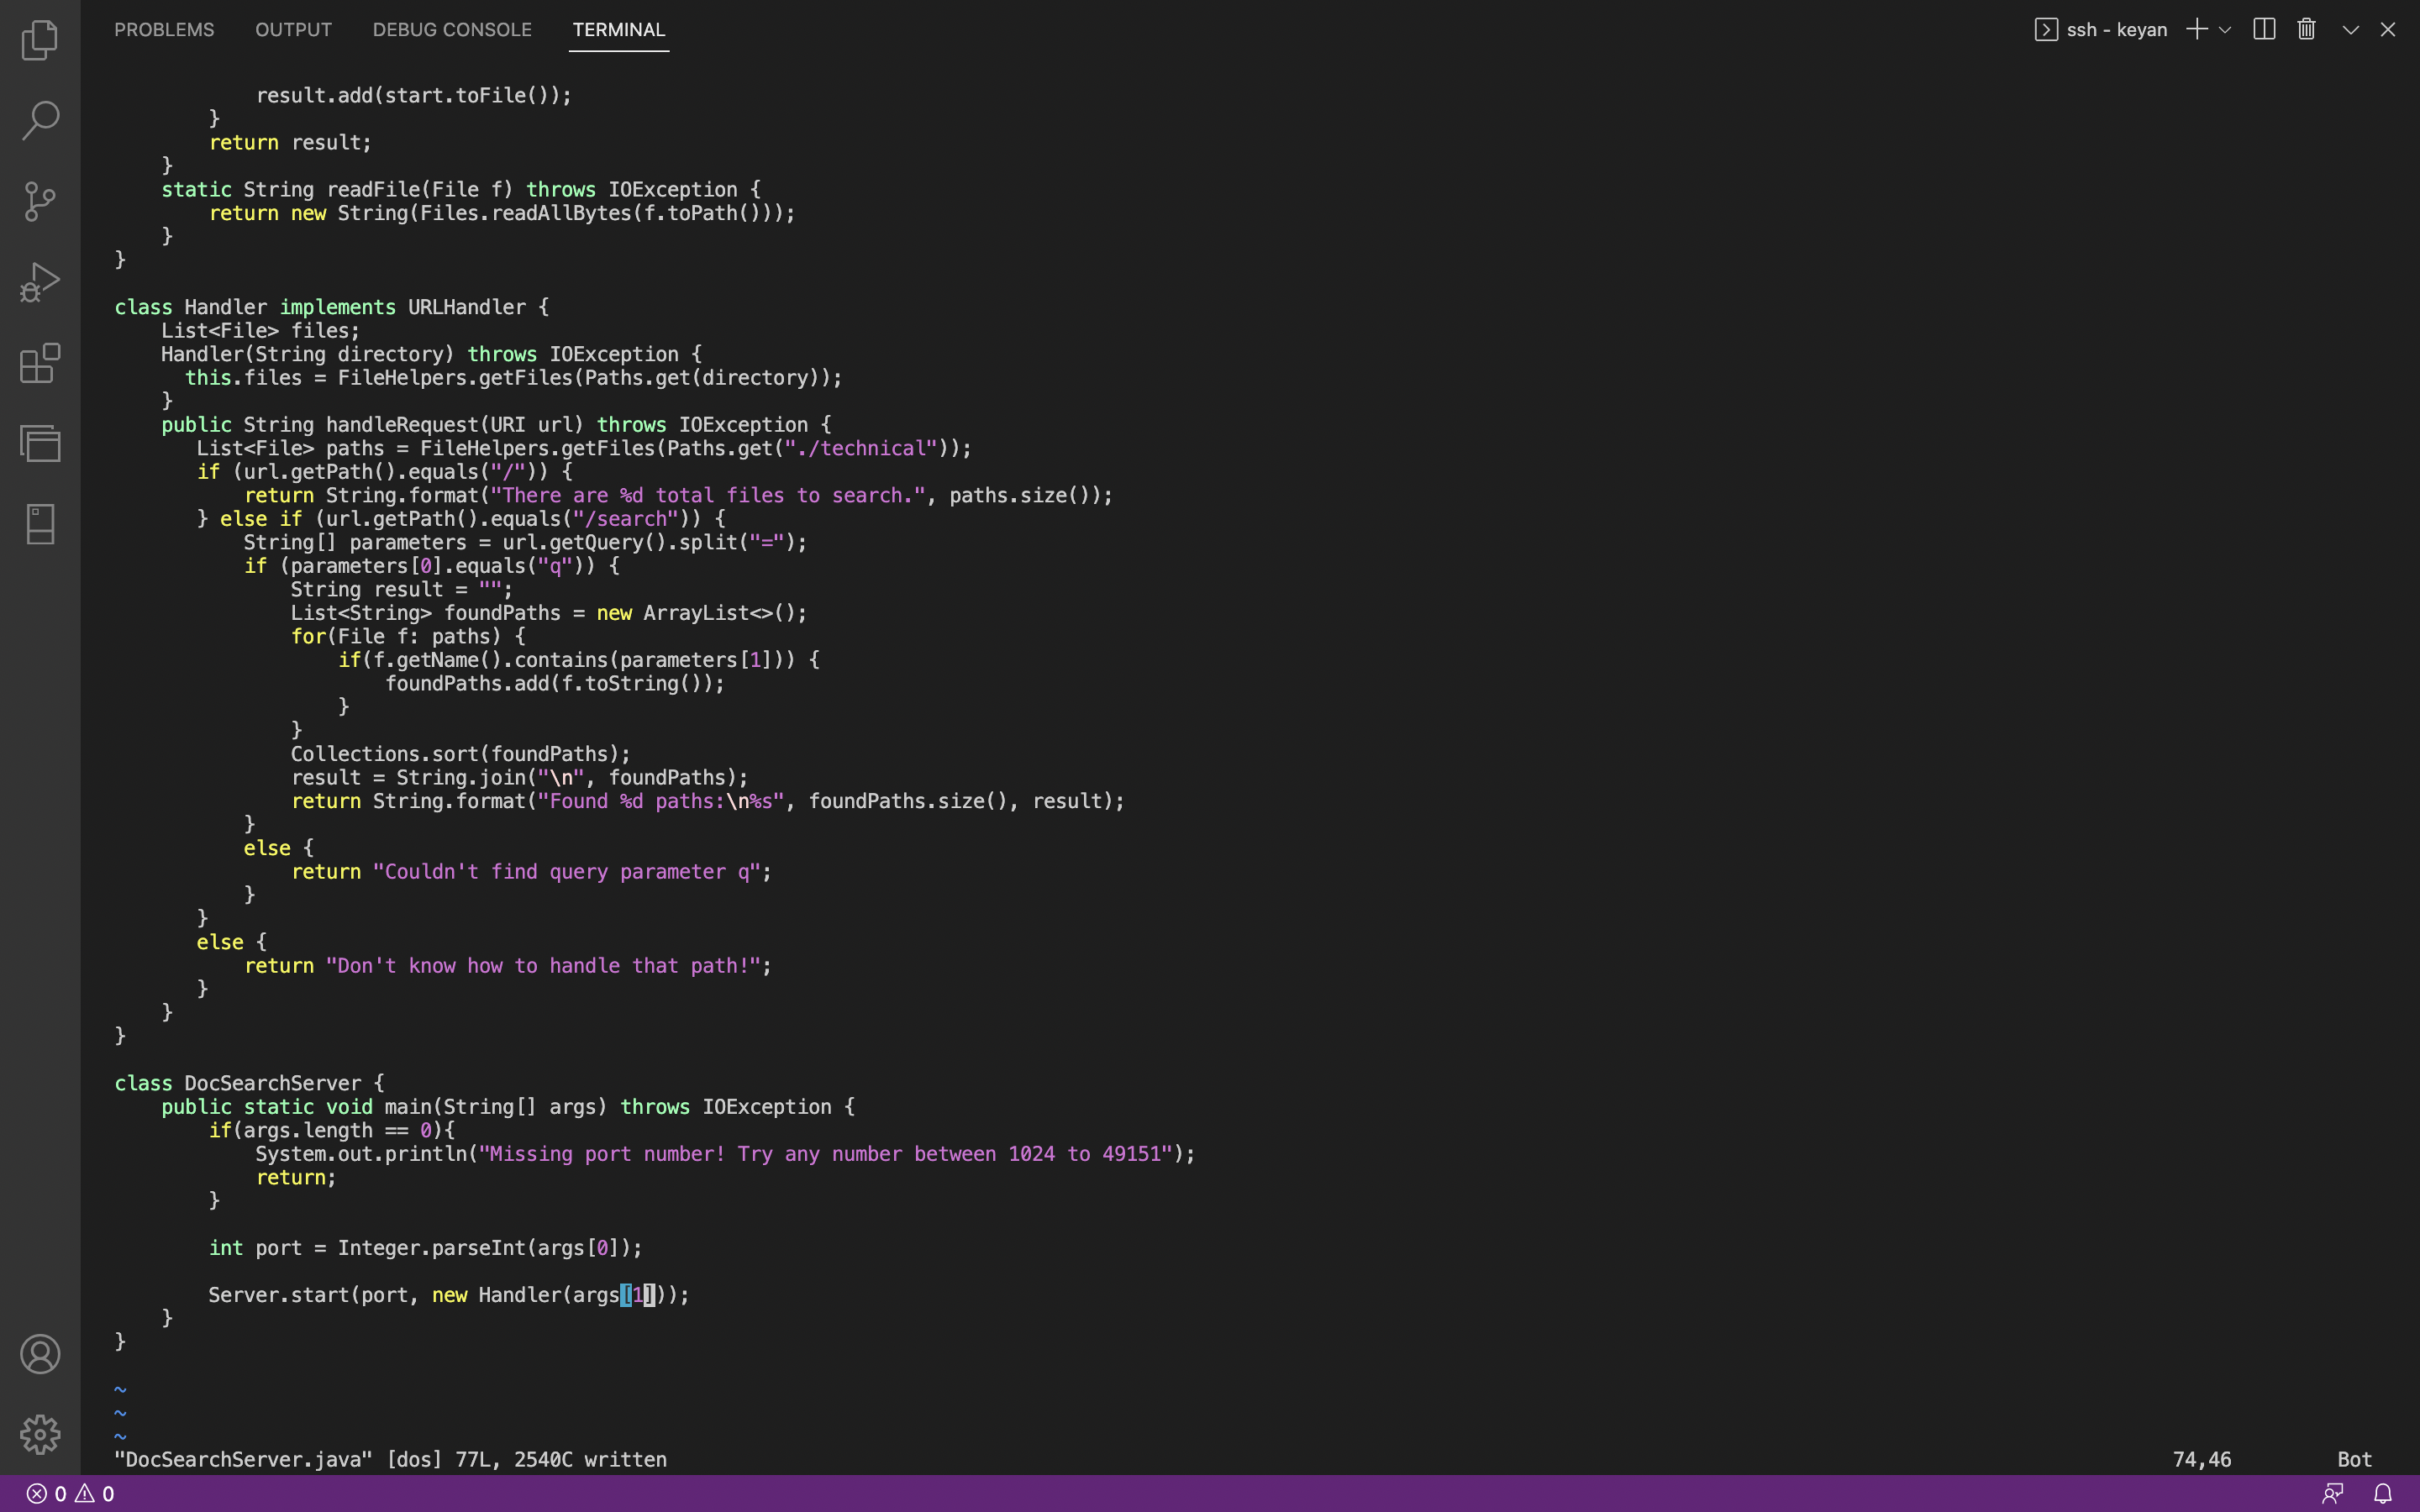 PROBLEMS OUTPUT DEBUG CONSOLE TERMINAL ssh - keyan
            result.add(start.toFile());
        }
        return result;
    }
    static String readFile(File f) throws IOException {
        return new String(Files.readAllBytes(f.toPath()));
    }
}

class Handler implements URLHandler {
    List<File> files;
    Handler(String directory) throws IOException {
      this.files = FileHelpers.getFiles(Paths.get(directory));
    }
    public String handleRequest(URI url) throws IOException {
       List<File> paths = FileHelpers.getFiles(Paths.get("./technical"));
       if (url.getPath().equals("/")) {
           return String.format("There are %d total files to search.", paths.size());
       } else if (url.getPath().equals("/search")) {
           String[] parameters = url.getQuery().split("=");
           if (parameters[0].equals("q")) {
               String result = "";
               List<String> foundPaths = new ArrayList<>();
               for(File f: paths) {
                   if(f.getName().contains(parameters[1])) {
                       foundPaths.add(f.toString());
                   }
               }
               Collections.sort(foundPaths);
               result = String.join("\n", foundPaths);
               return String.format("Found %d paths:\n%s", foundPaths.size(), result);
           }
           else {
               return "Couldn't find query parameter q";
           }
       }
       else {
           return "Don't know how to handle that path!";
       }
    }
}

class DocSearchServer {
    public static void main(String[] args) throws IOException {
        if(args.length == 0){
            System.out.println("Missing port number! Try any number between 1024 to 49151");
            return;
        }

        int port = Integer.parseInt(args[0]);

        Server.start(port, new Handler(args[1]));
    }
}

~
~
~
"DocSearchServer.java" [dos] 77L, 2540C written 74,46 Bot
0 0